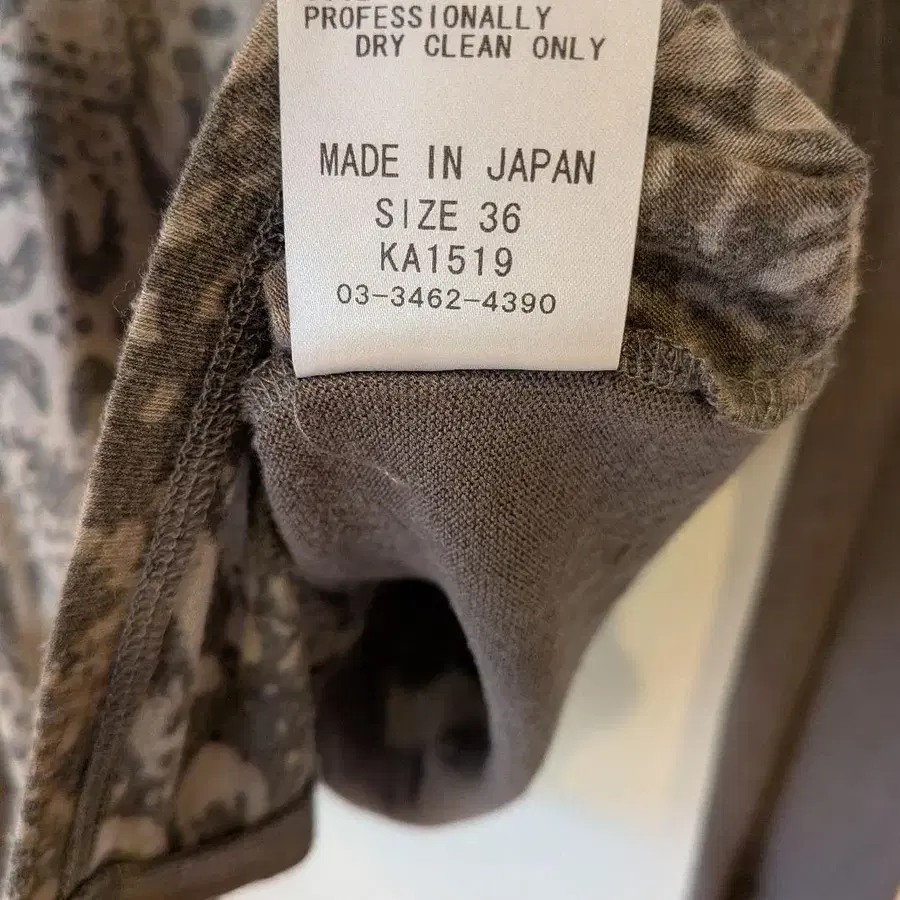 PROFESSIONALLY
DRY CLEAN ONLY
MADE IN JAPAN
SIZE 36
KA1519
03-3462-4390